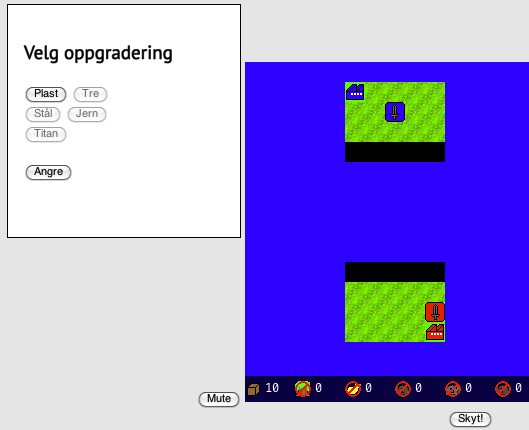 Velg oppgradering
Plast Tre
Stål Jern
Titan
Angre
10 0 0 0 0 0
Mute
Skyt!